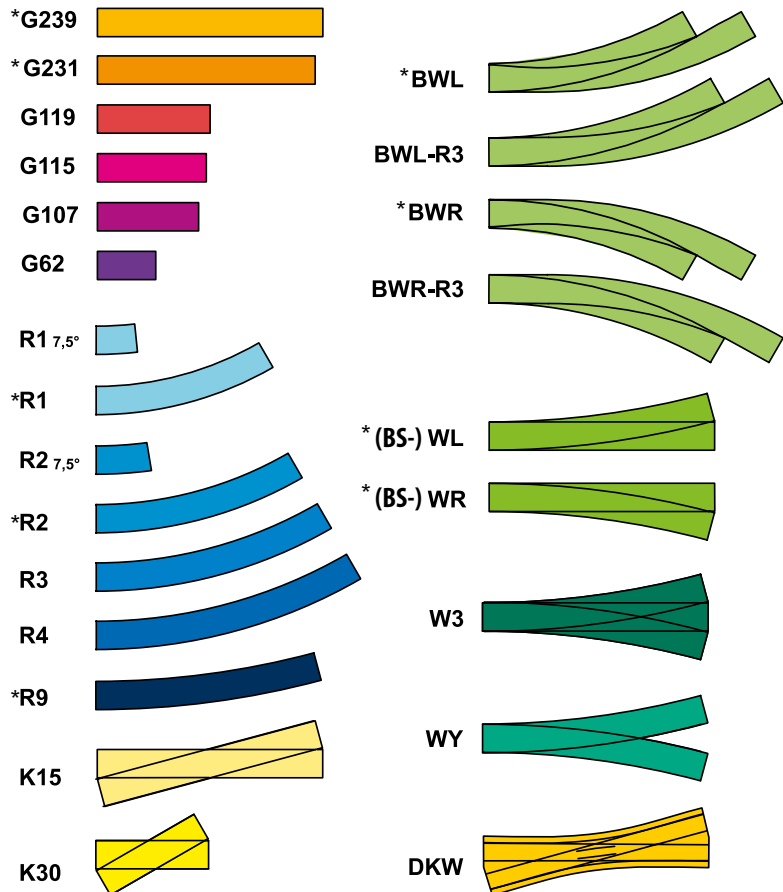 *G239
*G231
G119
G115
G107
G62
R1 7,5°
*R1
R2 7,5°
*R2
R3
R4
*R9
K15
K30
*BWL
BWL-R3
*BWR
BWR-R3
*(BS-) WL
*(BS-) WR
W3
WY
DKW